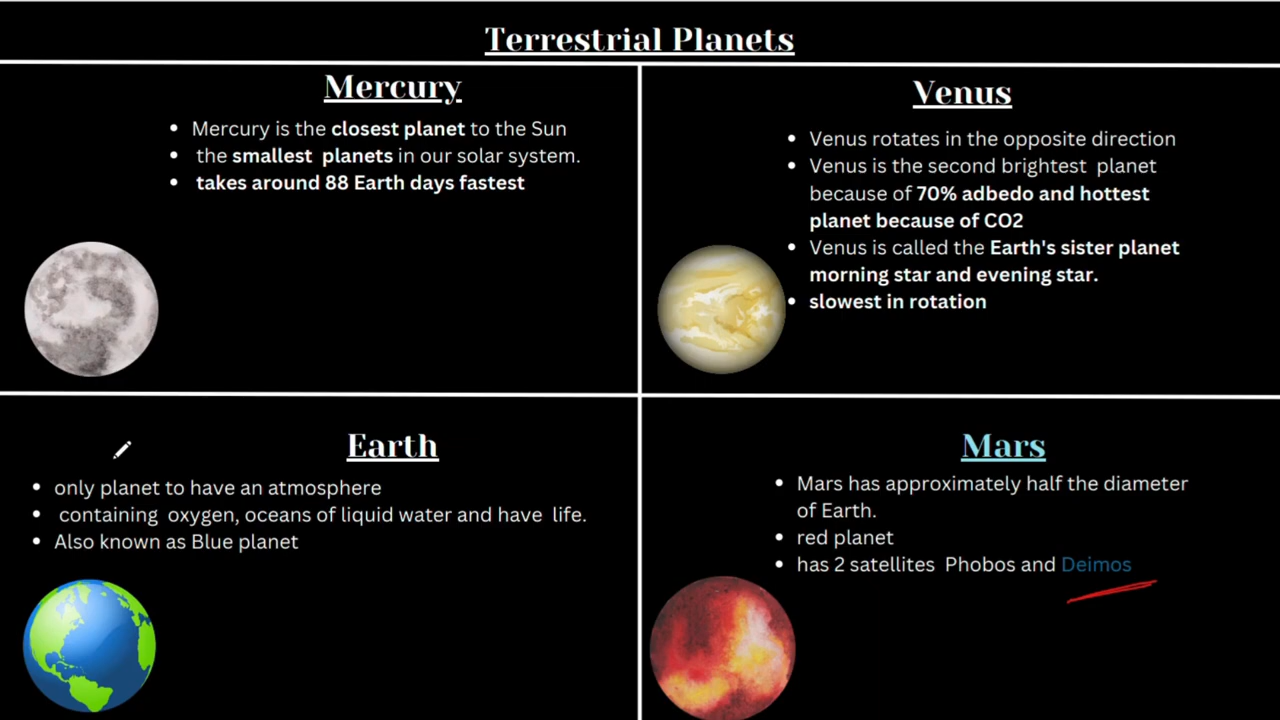 Terrestrial Planets
Mercury
• Mercury is the closest planet to the Sun
• the smallest planets in our solar system.
• takes around 88 Earth days fastest
Venus
• Venus rotates in the opposite direction
• Venus is the second brightest planet
because of 70% adbedo and hottest
planet because of CO2
• Venus is called the Earth's sister planet
morning star and evening star.
• slowest in rotation
Earth
• only planet to have an atmosphere
• containing oxygen, oceans of liquid water and have life.
• Also known as Blue planet
Mars
• Mars has approximately half the diameter
of Earth.
• red planet
• has 2 satellites Phobos and Deimos